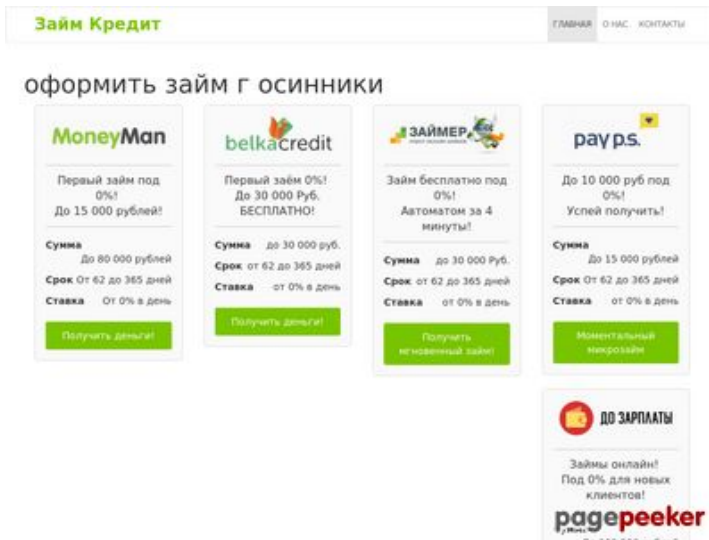 Займ Кредит
ГЛАВНАЯ О НАС КОНТАКТЫ
оформить займ г осинники
MoneyMan
Первый займ под
0%!
До 15 000 рублей!
Сумма
До 80 000 рублей
Срок От 62 до 365 дней
Ставка От 0% в день
Получить деньги!
belkacredit
Первый заём 0%!
До 30 000 Руб.
БЕСПЛАТНО!
Сумма до 30 000 руб.
Срок от 62 до 365 дней
Ставка от 0% в день
Получить деньги!
ЗАЙМЕР
Займ бесплатно под
0%!
Автоматом за 4
минуты!
Сумма до 30 000 Руб.
Срок от 62 до 365 дней
Ставка от 0% в день
Получить
мгновенный займ!
pay p.s.
До 10 000 руб под
0%!
Успей получить!
Сумма
До 15 000 рублей
Срок От 62 до 365 дней
Ставка от 0% в день
Моментальный
микрозайм
ДО ЗАРПЛАТЫ
Займы онлайн!
Под 0% для новых
клиентов!
pagepeeker